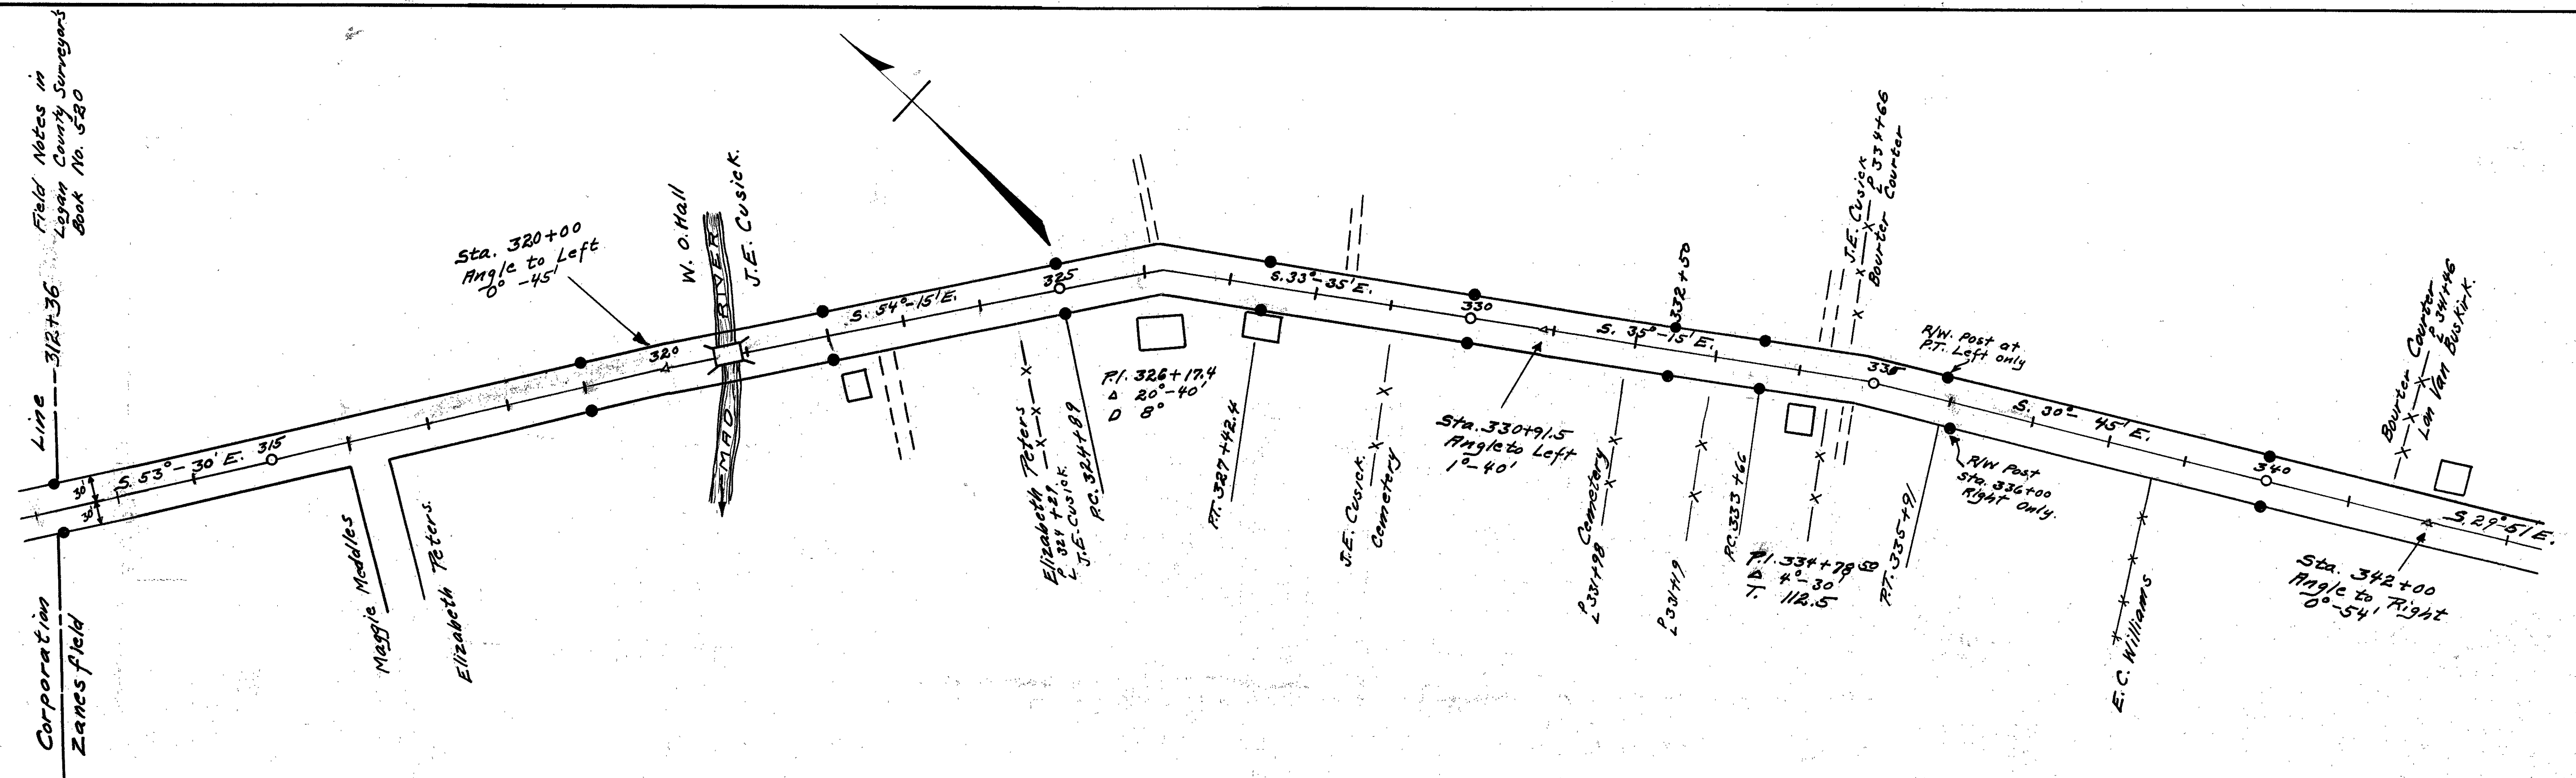 Field Notes in
Logan County Surveyors
Book No. 580
Line 312+36
Corporation
Zanesfield
30'
30'
S. 53°-30' E.
315
Maggie Meddles
Elizabeth Peters.
Sta. 320+00
Angle to Left
0°-45'
320
W. O. Hall
MAD RIVER
J.E. Cusick.
S. 54°-15' E.
325
Elizabeth Peters
P L 324+27
J.E. Cusick
P.C. 324+89
P.I. 326+17.4
Δ 20°-40'
D 8°
P.T. 327+42.4
S. 33°-35' E.
J.E. Cusick.
Cemetery
330
Sta. 330+91.5
Angle to Left
1°-40'
S. 35°-15' E.
332+50
Cemetery
P L 331+98
P L 331+19
P.C. 333+66
P.I. 334+78.50
Δ 4°-30'
T. 112.5
J.E. Cusick
P L 334+66
Bourter Courter
335
P.T. 335+91
R/W. Post at
P.T. Left only
R/W Post
Sta. 336+00
Right Only.
S. 30°-45' E.
E.C. Williams
340
Bourter Courter
P L 341+46
Lon Van Buskirk.
Sta. 342+00
Angle to Right
0°-54'
S. 29°-51' E.